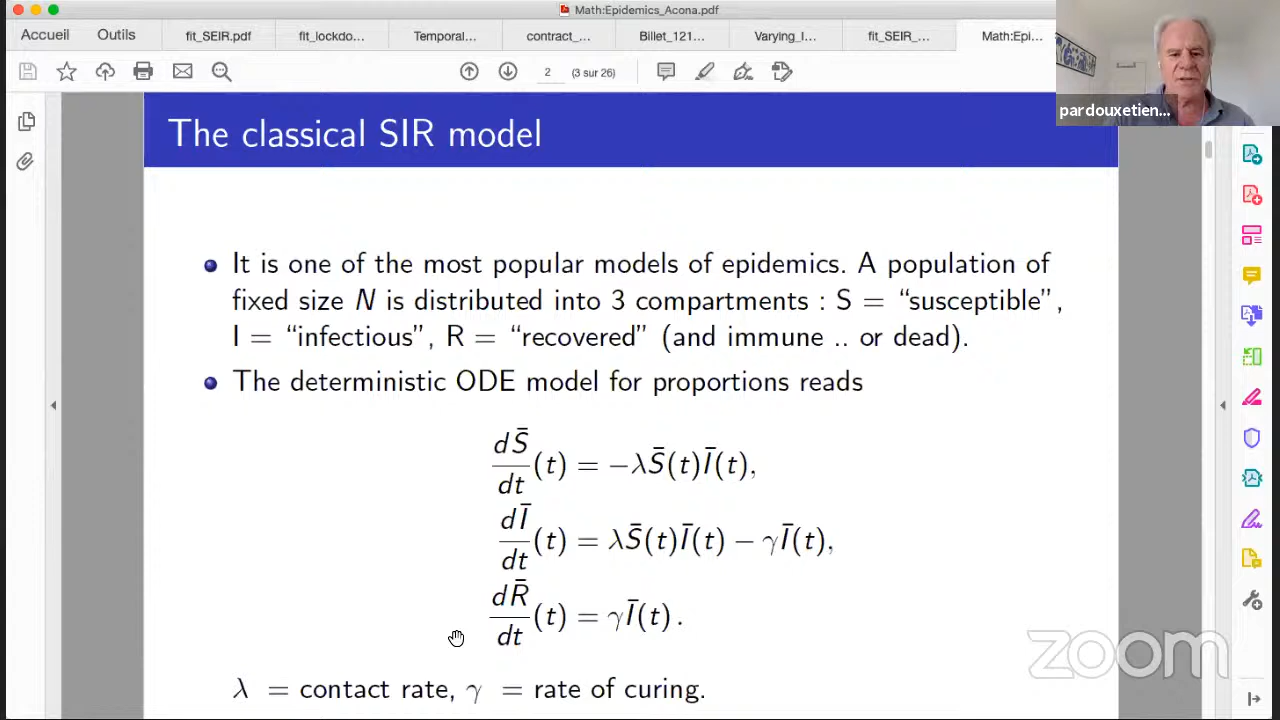 Math:Epidemics_Acona.pdf
Accueil Outils fit_SEIR.pdf fit_lockdo... Temporal... contract_... Billet_121... Varying_I... fit_SEIR_... Math:Epi...
2 (3 sur 26)
pardouxetien...
The classical SIR model
It is one of the most popular models of epidemics. A population of
fixed size N is distributed into 3 compartments : S = “susceptible”,
I = “infectious”, R = “recovered” (and immune .. or dead).
The deterministic ODE model for proportions reads
dS̄/dt (t) = −λS̄(t)Ī(t),
dĪ/dt (t) = λS̄(t)Ī(t) − γĪ(t),
dR̄/dt (t) = γĪ(t) .
λ = contact rate, γ = rate of curing.
zoom